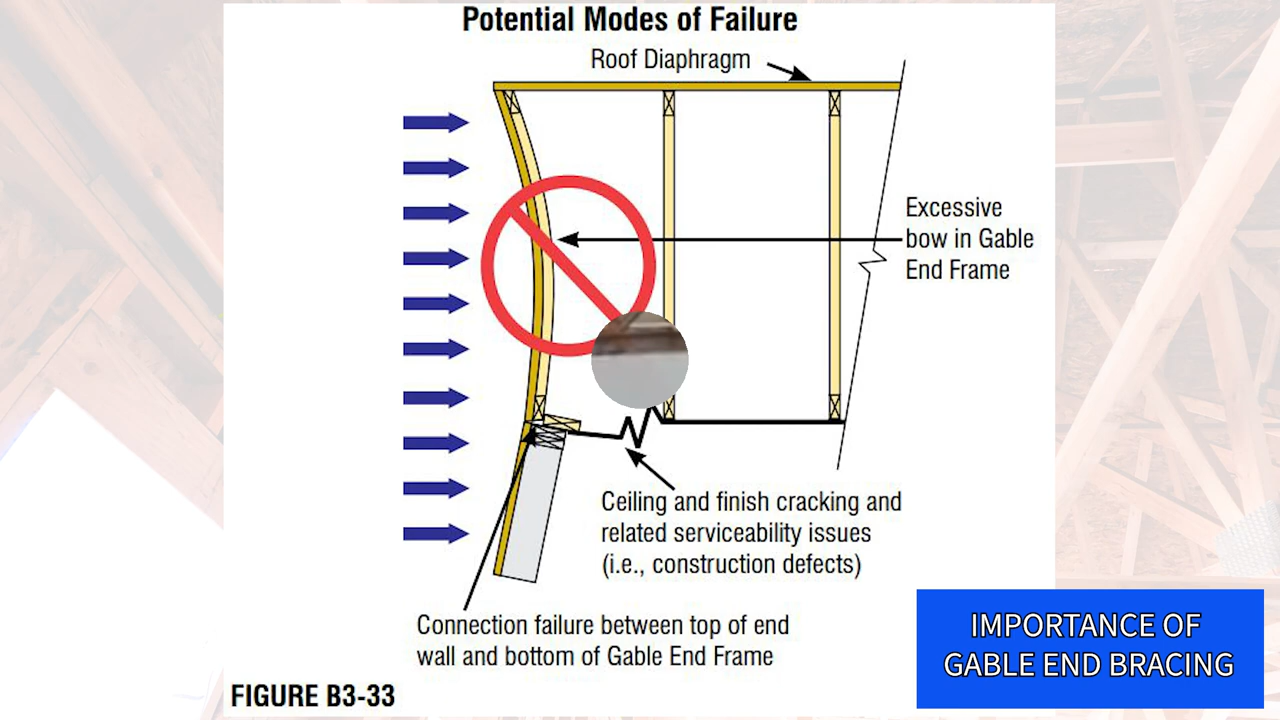 Potential Modes of Failure
Roof Diaphragm
Excessive
bow in Gable
End Frame
Ceiling and finish cracking and
related serviceability issues
(i.e., construction defects)
Connection failure between top of end
wall and bottom of Gable End Frame
FIGURE B3-33
IMPORTANCE OF
GABLE END BRACING